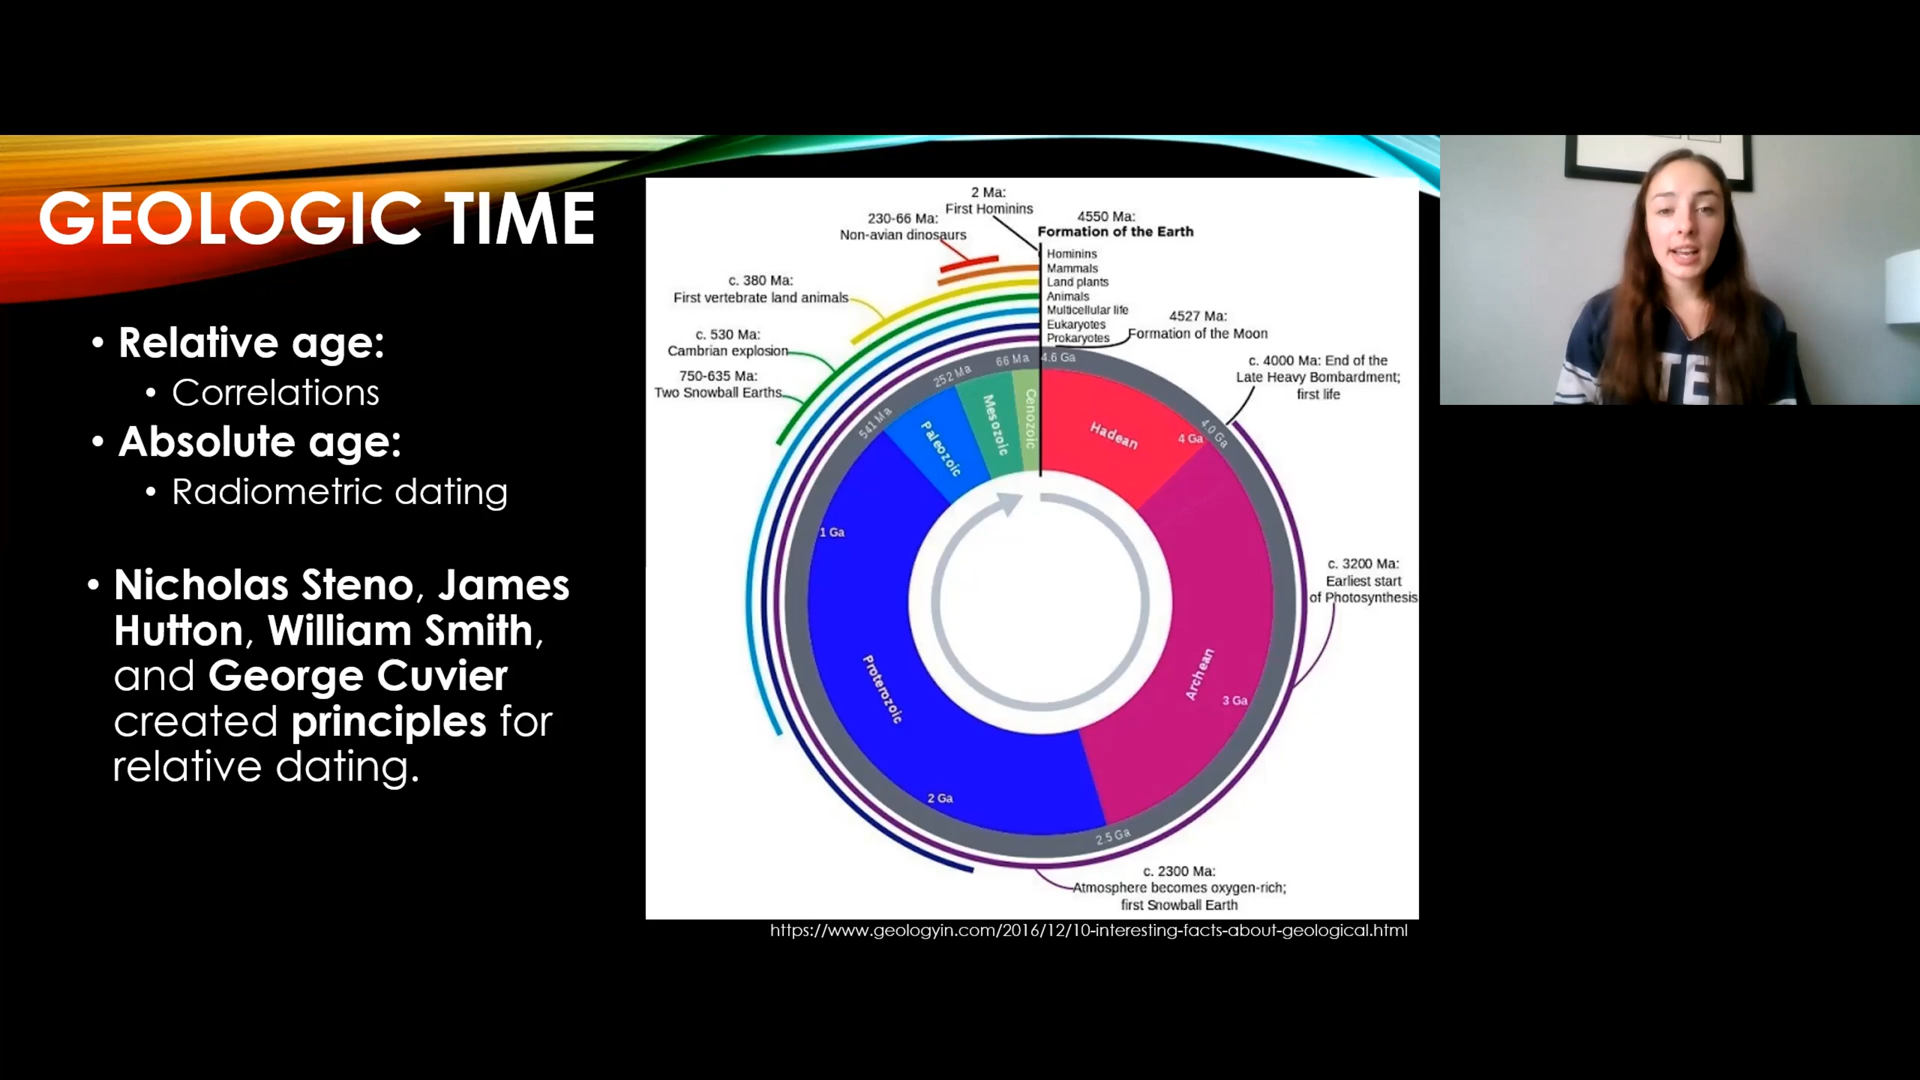 GEOLOGIC TIME
• Relative age:
• Correlations
• Absolute age:
• Radiometric dating
• Nicholas Steno, James
Hutton, William Smith,
and George Cuvier
created principles for
relative dating.
2 Ma:
First Hominins
230-66 Ma:
Non-avian dinosaurs
c. 380 Ma:
First vertebrate land animals
c. 530 Ma:
Cambrian explosion
750-635 Ma:
Two Snowball Earths
4550 Ma:
Formation of the Earth
Hominins
Mammals
Land plants
Animals
Multicellular life
Eukaryotes
Prokaryotes
4527 Ma:
Formation of the Moon
c. 4000 Ma: End of the
Late Heavy Bombardment;
first life
c. 3200 Ma:
Earliest start
of Photosynthesis
c. 2300 Ma:
Atmosphere becomes oxygen-rich;
first Snowball Earth
4.6 Ga
4.0 Ga
2.5 Ga
541 Ma
252 Ma
66 Ma
Hadean
4 Ga
Archean
3 Ga
Proterozoic
2 Ga
1 Ga
Paleozoic
Mesozoic
Cenozoic
https://www.geologyin.com/2016/12/10-interesting-facts-about-geological.html
TE